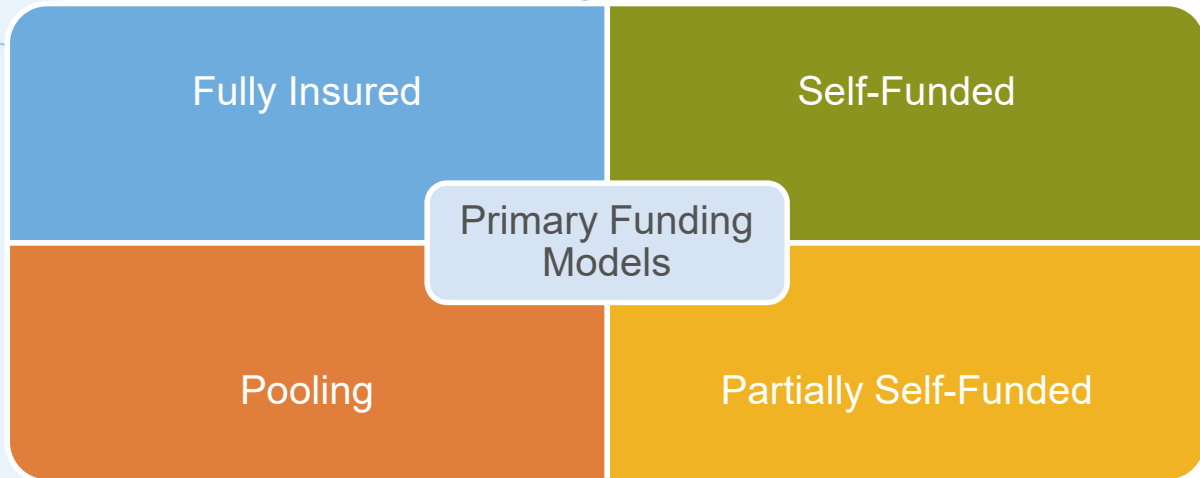 Fully Insured
Self-Funded
Primary Funding
Models
Pooling
Partially Self-Funded